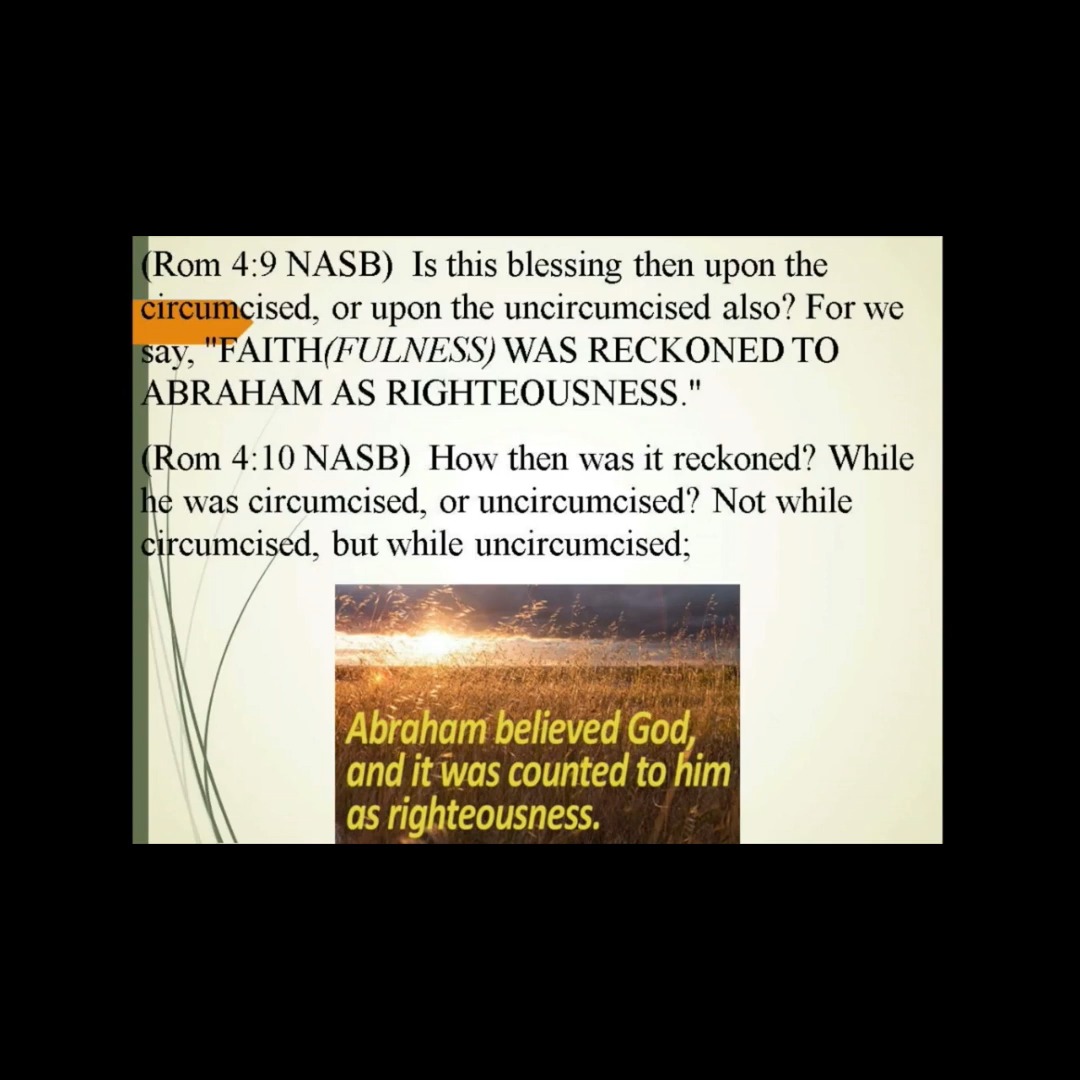 (Rom 4:9 NASB)  Is this blessing then upon the
circumcised, or upon the uncircumcised also? For we
say, "FAITH(FULNESS) WAS RECKONED TO
ABRAHAM AS RIGHTEOUSNESS."
(Rom 4:10 NASB)  How then was it reckoned? While
he was circumcised, or uncircumcised? Not while
circumcised, but while uncircumcised;
Abraham believed God,
and it was counted to him
as righteousness.